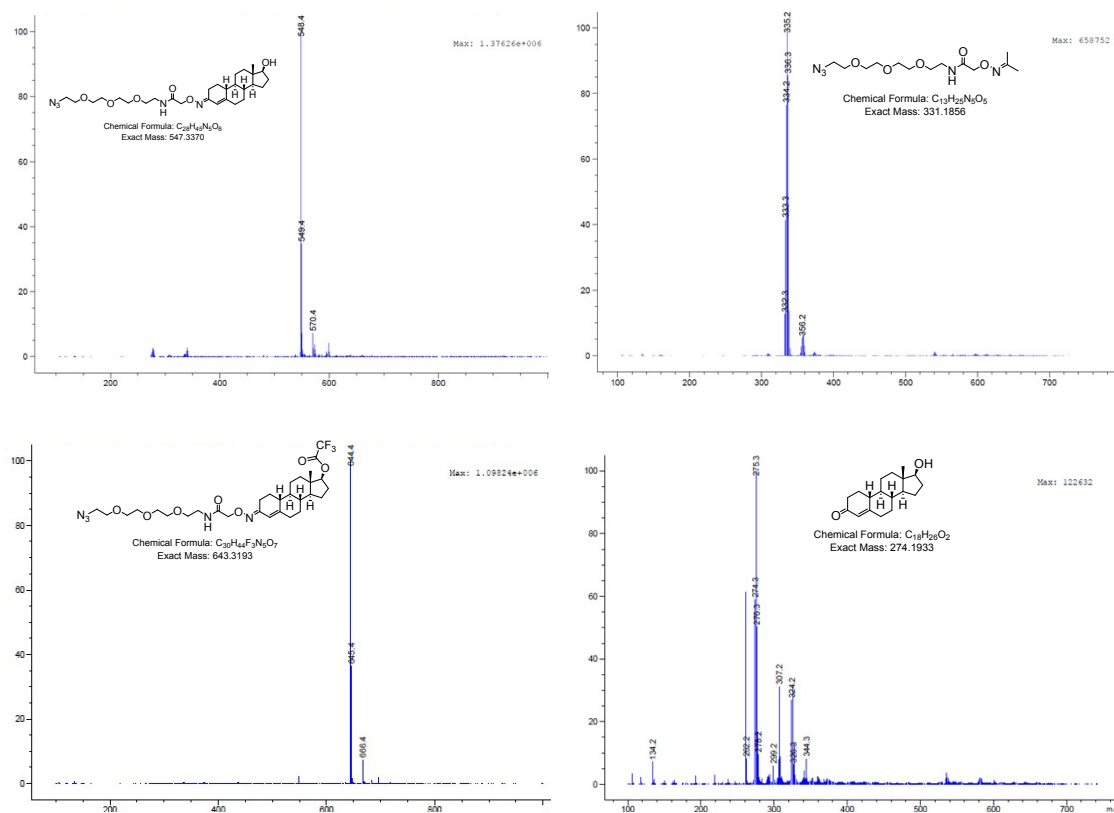 548.4
100
Max: 1.37626e+006
OH
H
H
H
H
N3
O
O
O
N
H
O
O
N
Chemical Formula: C28H45N5O6
Exact Mass: 547.3370
80
60
40
549.4
20
570.4
0
200
400
600
800
335.2
100
Max: 658752
336.3
334.2
N3
O
O
O
N
H
O
O
N
Chemical Formula: C13H25N5O5
Exact Mass: 331.1856
80
60
333.3
40
20
332.3
356.2
0
100
200
300
400
500
600
700
CF3
O
O
644.4
100
Max: 1.09824e+006
H
H
H
H
N3
O
O
O
N
H
O
O
N
Chemical Formula: C30H44F3N5O7
Exact Mass: 643.3193
80
60
645.4
40
20
666.4
0
200
400
600
800
275.3
100
OH
Max: 122632
H
H
H
H
O
Chemical Formula: C18H26O2
Exact Mass: 274.1933
80
274.3
276.3
60
40
307.2
324.2
20
262.2
278.2
299.2
344.3
134.2
0
100
200
300
400
500
600
700
m.